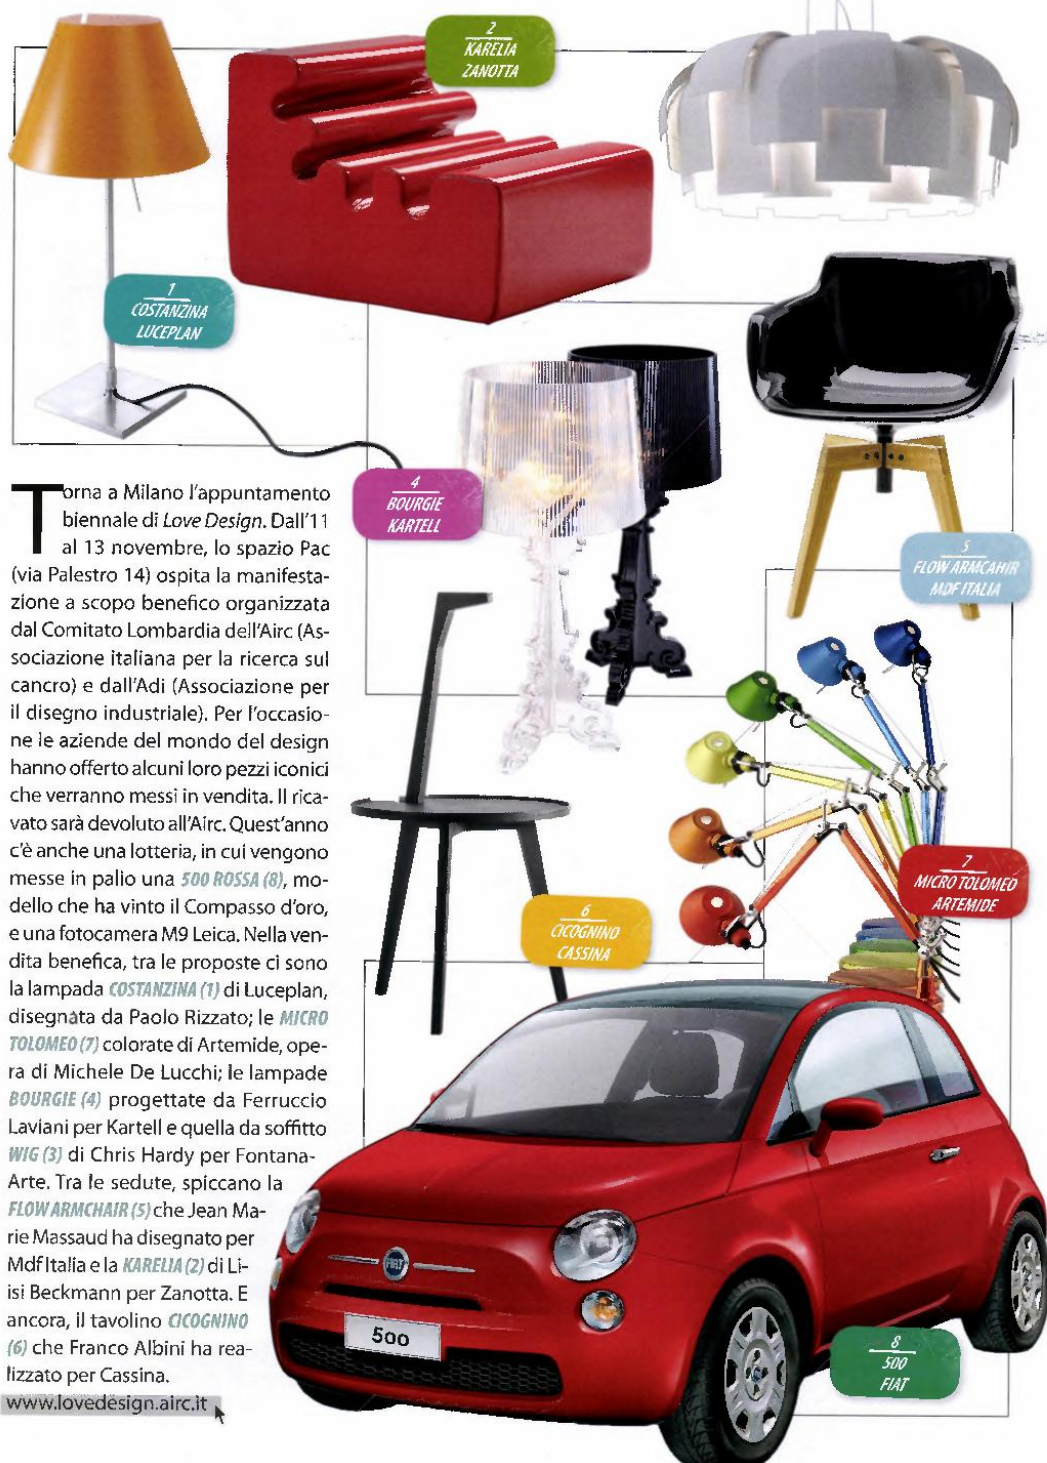 2
KARELIA
ZANOTTA
1
COSTANZINA
LUCEPLAN
4
BOURGIE
KARTELL
5
FLOW ARMCAHIR
MDF ITALIA
7
MICRO TOLOMEO
ARTEMIDE
6
CICOGNINO
CASSINA
8
500
FIAT
FIAT
500
Torna a Milano l'appuntamento
biennale di Love Design. Dall'11
al 13 novembre, lo spazio Pac
(via Palestro 14) ospita la manifesta-
zione a scopo benefico organizzata
dal Comitato Lombardia dell'Airc (As-
sociazione italiana per la ricerca sul
cancro) e dall'Adi (Associazione per
il disegno industriale). Per l'occasio-
ne le aziende del mondo del design
hanno offerto alcuni loro pezzi iconici
che verranno messi in vendita. Il rica-
vato sarà devoluto all'Airc. Quest'anno
c'è anche una lotteria, in cui vengono
messe in palio una 500 ROSSA (8), mo-
dello che ha vinto il Compasso d'oro,
e una fotocamera M9 Leica. Nella ven-
dita benefica, tra le proposte ci sono
la lampada COSTANZINA (1) di Luceplan,
disegnata da Paolo Rizzato; le MICRO
TOLOMEO (7) colorate di Artemide, ope-
ra di Michele De Lucchi; le lampade
BOURGIE (4) progettate da Ferruccio
Laviani per Kartell e quella da soffitto
WIG (3) di Chris Hardy per Fontana-
Arte. Tra le sedute, spiccano la
FLOW ARMCHAIR (5) che Jean Ma-
rie Massaud ha disegnato per
Mdf Italia e la KARELIA (2) di Li-
isi Beckmann per Zanotta. E
ancora, il tavolino CICOGNINO
(6) che Franco Albini ha rea-
lizzato per Cassina.
www.lovedesign.airc.it